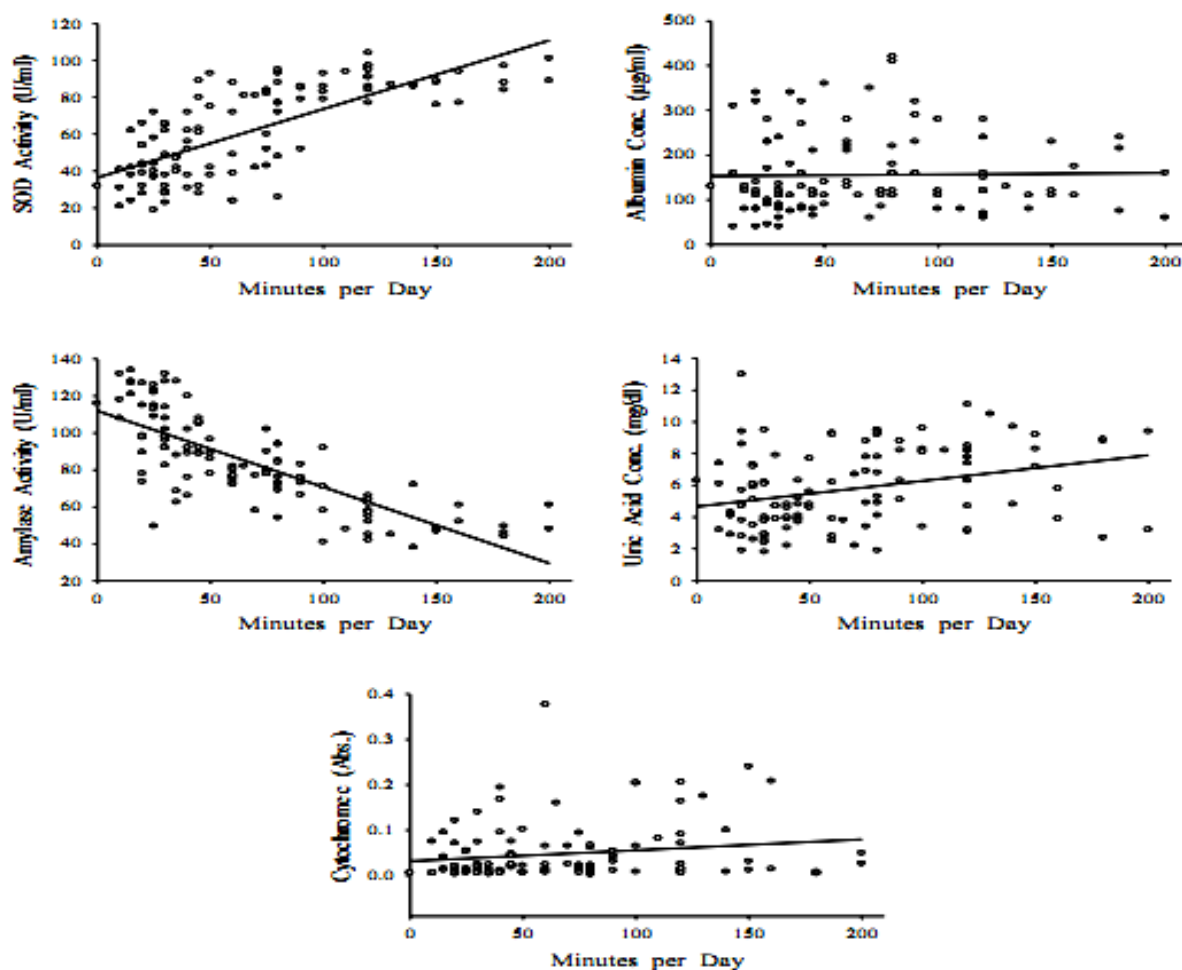 SOD Activity (U/ml)
120
100
80
60
40
20
0
0 50 100 150 200
Minutes per Day
Albumin Conc. (µg/ml)
500
400
300
200
100
0
0 50 100 150 200
Minutes per Day
Amylase Activity (U/ml)
140
120
100
80
60
40
20
0 50 100 150 200
Minutes per Day
Uric Acid Conc. (mg/dl)
14
12
10
8
6
4
2
0
0 50 100 150 200
Minutes per Day
Cytochromec (Abs.)
0.4
0.3
0.2
0.1
0.0
0 50 100 150 200
Minutes per Day